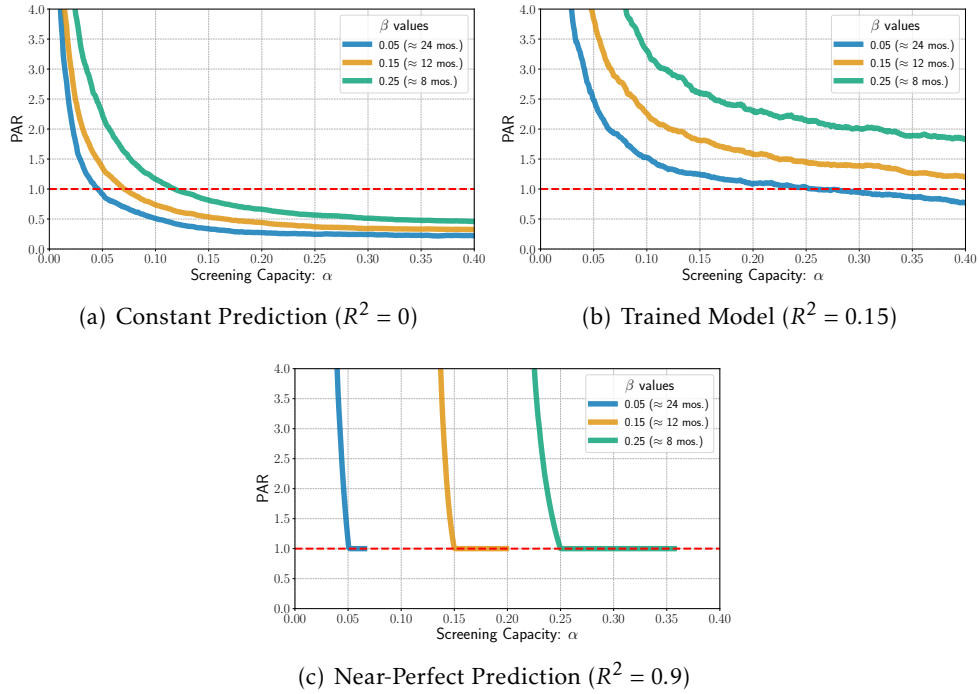 4.0
3.5
3.0
2.5
2.0
1.5
1.0
0.5
0.0
PAR
β values
0.05 (≈ 24 mos.)
0.15 (≈ 12 mos.)
0.25 (≈ 8 mos.)
0.00 0.05 0.10 0.15 0.20 0.25 0.30 0.35 0.40
Screening Capacity: α
(a) Constant Prediction (R² = 0)
4.0
3.5
3.0
2.5
2.0
1.5
1.0
0.5
0.0
PAR
β values
0.05 (≈ 24 mos.)
0.15 (≈ 12 mos.)
0.25 (≈ 8 mos.)
0.00 0.05 0.10 0.15 0.20 0.25 0.30 0.35 0.40
Screening Capacity: α
(b) Trained Model (R² = 0.15)
4.0
3.5
3.0
2.5
2.0
1.5
1.0
0.5
0.0
PAR
β values
0.05 (≈ 24 mos.)
0.15 (≈ 12 mos.)
0.25 (≈ 8 mos.)
0.00 0.05 0.10 0.15 0.20 0.25 0.30 0.35 0.40
Screening Capacity: α
(c) Near-Perfect Prediction (R² = 0.9)